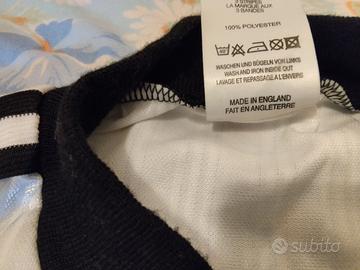 LA MARQUE AUX
3 BANDES
100% POLYESTER
WASCHEN UND BÜGELN VON LINKS
WASH AND IRON INSIDE OUT
LAVAGE ET REPASSAGE A L'ENVERS
MADE IN ENGLAND
FAIT EN ANGLETERRE
subito